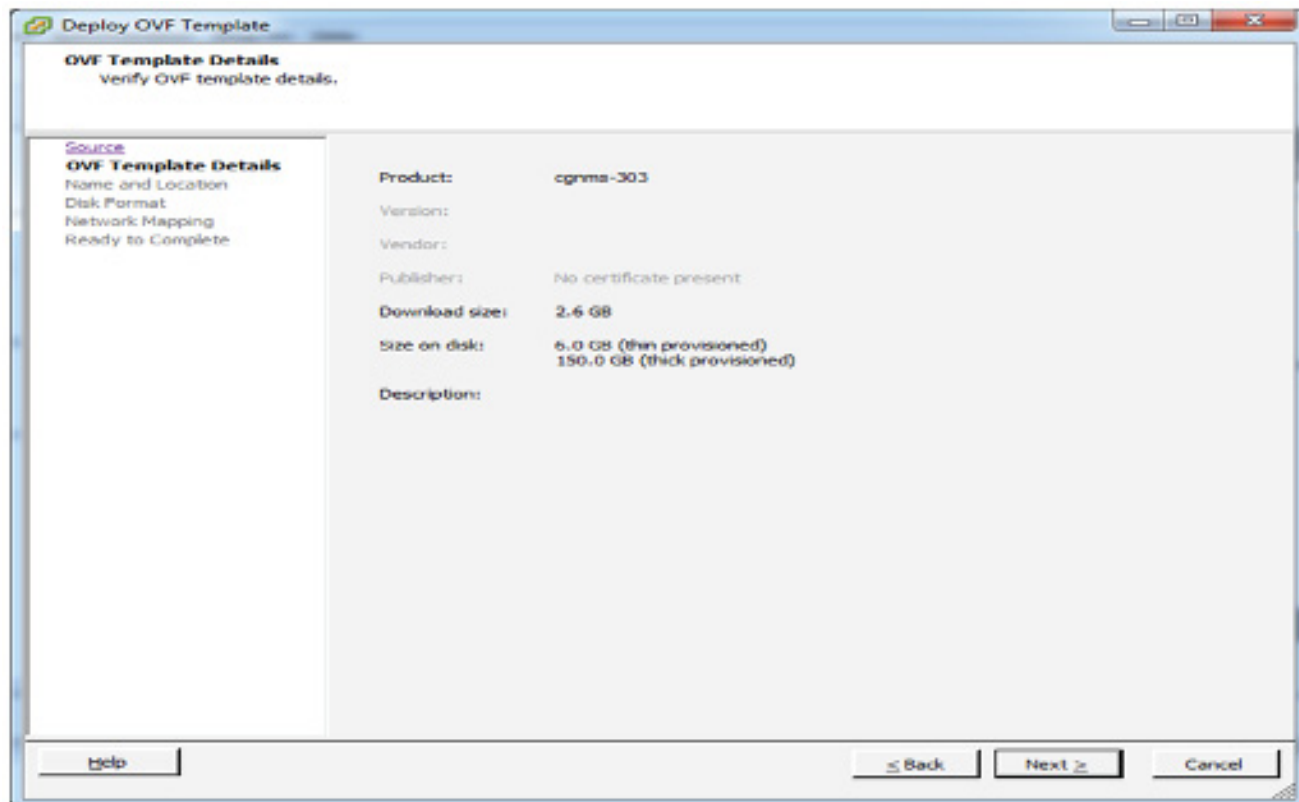 Deploy OVF Template
OVF Template Details
Verify OVF template details.
Source
OVF Template Details
Name and Location
Disk Format
Network Mapping
Ready to Complete
Product: cgnms-303
Version:
Vendor:
Publisher: No certificate present
Download size: 2.6 GB
Size on disk: 6.0 GB (thin provisioned)
150.0 GB (thick provisioned)
Description:
Help
≤ Back
Next ≥
Cancel